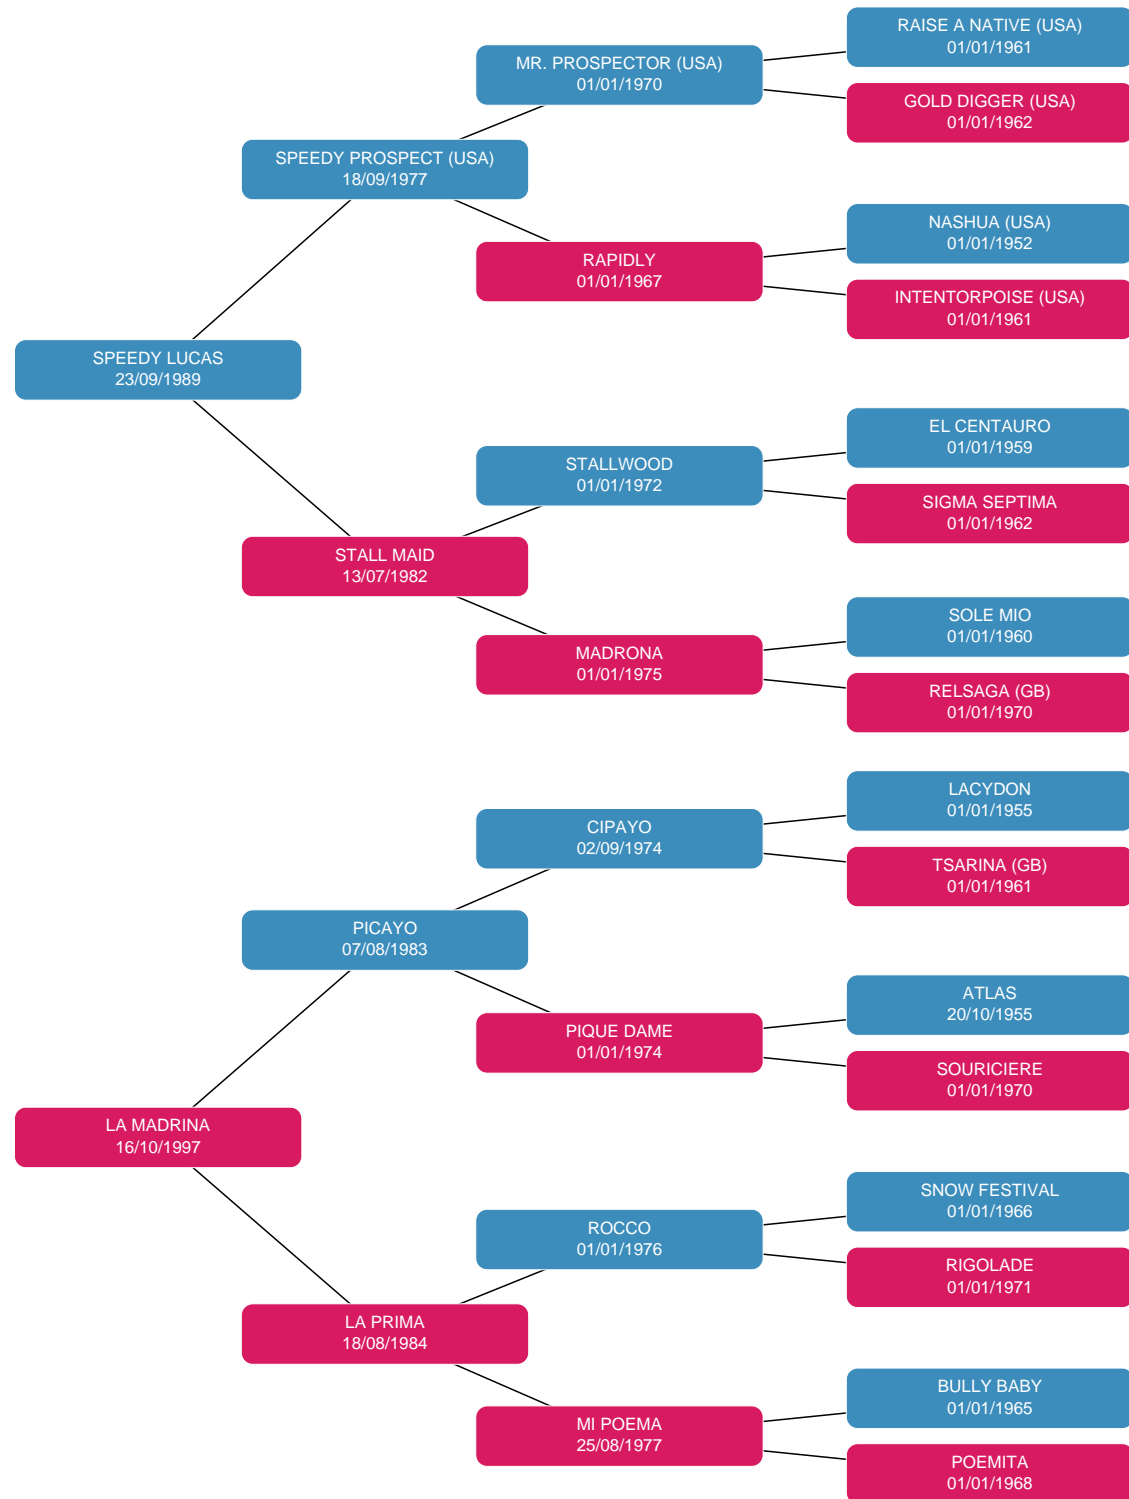 RAISE A NATIVE (USA)
01/01/1961
MR. PROSPECTOR (USA)
01/01/1970
GOLD DIGGER (USA)
01/01/1962
SPEEDY PROSPECT (USA)
18/09/1977
NASHUA (USA)
01/01/1952
RAPIDLY
01/01/1967
INTENTORPOISE (USA)
01/01/1961
SPEEDY LUCAS
23/09/1989
EL CENTAURO
01/01/1959
STALLWOOD
01/01/1972
SIGMA SEPTIMA
01/01/1962
STALL MAID
13/07/1982
SOLE MIO
01/01/1960
MADRONA
01/01/1975
RELSAGA (GB)
01/01/1970
LACYDON
01/01/1955
CIPAYO
02/09/1974
TSARINA (GB)
01/01/1961
PICAYO
07/08/1983
ATLAS
20/10/1955
PIQUE DAME
01/01/1974
SOURICIERE
01/01/1970
LA MADRINA
16/10/1997
SNOW FESTIVAL
01/01/1966
ROCCO
01/01/1976
RIGOLADE
01/01/1971
LA PRIMA
18/08/1984
BULLY BABY
01/01/1965
MI POEMA
25/08/1977
POEMITA
01/01/1968